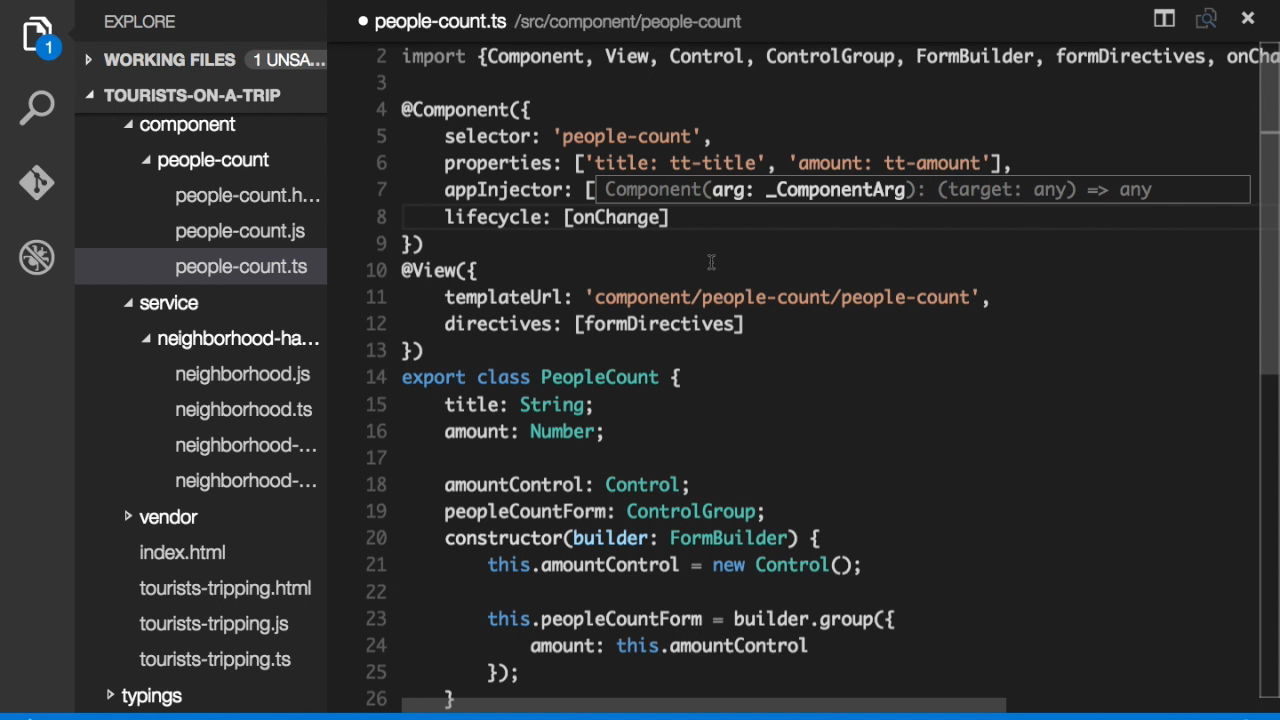 EXPLORE
1
WORKING FILES 1 UNSA...
TOURISTS-ON-A-TRIP
component
people-count
people-count.h...
people-count.js
people-count.ts
service
neighborhood-ha...
neighborhood.js
neighborhood.ts
neighborhood-...
neighborhood-...
vendor
index.html
tourists-tripping.html
tourists-tripping.js
tourists-tripping.ts
typings
people-count.ts /src/component/people-count
2 import {Component, View, Control, ControlGroup, FormBuilder, formDirectives, onCha
3
4 @Component({
5 selector: 'people-count',
6 properties: ['title: tt-title', 'amount: tt-amount'],
7 appInjector: [ Component(arg: _ComponentArg): (target: any) => any
8 lifecycle: [onChange]
9 })
10 @View({
11 templateUrl: 'component/people-count/people-count',
12 directives: [formDirectives]
13 })
14 export class PeopleCount {
15 title: String;
16 amount: Number;
17
18 amountControl: Control;
19 peopleCountForm: ControlGroup;
20 constructor(builder: FormBuilder) {
21 this.amountControl = new Control();
22
23 this.peopleCountForm = builder.group({
24 amount: this.amountControl
25 });
26 }